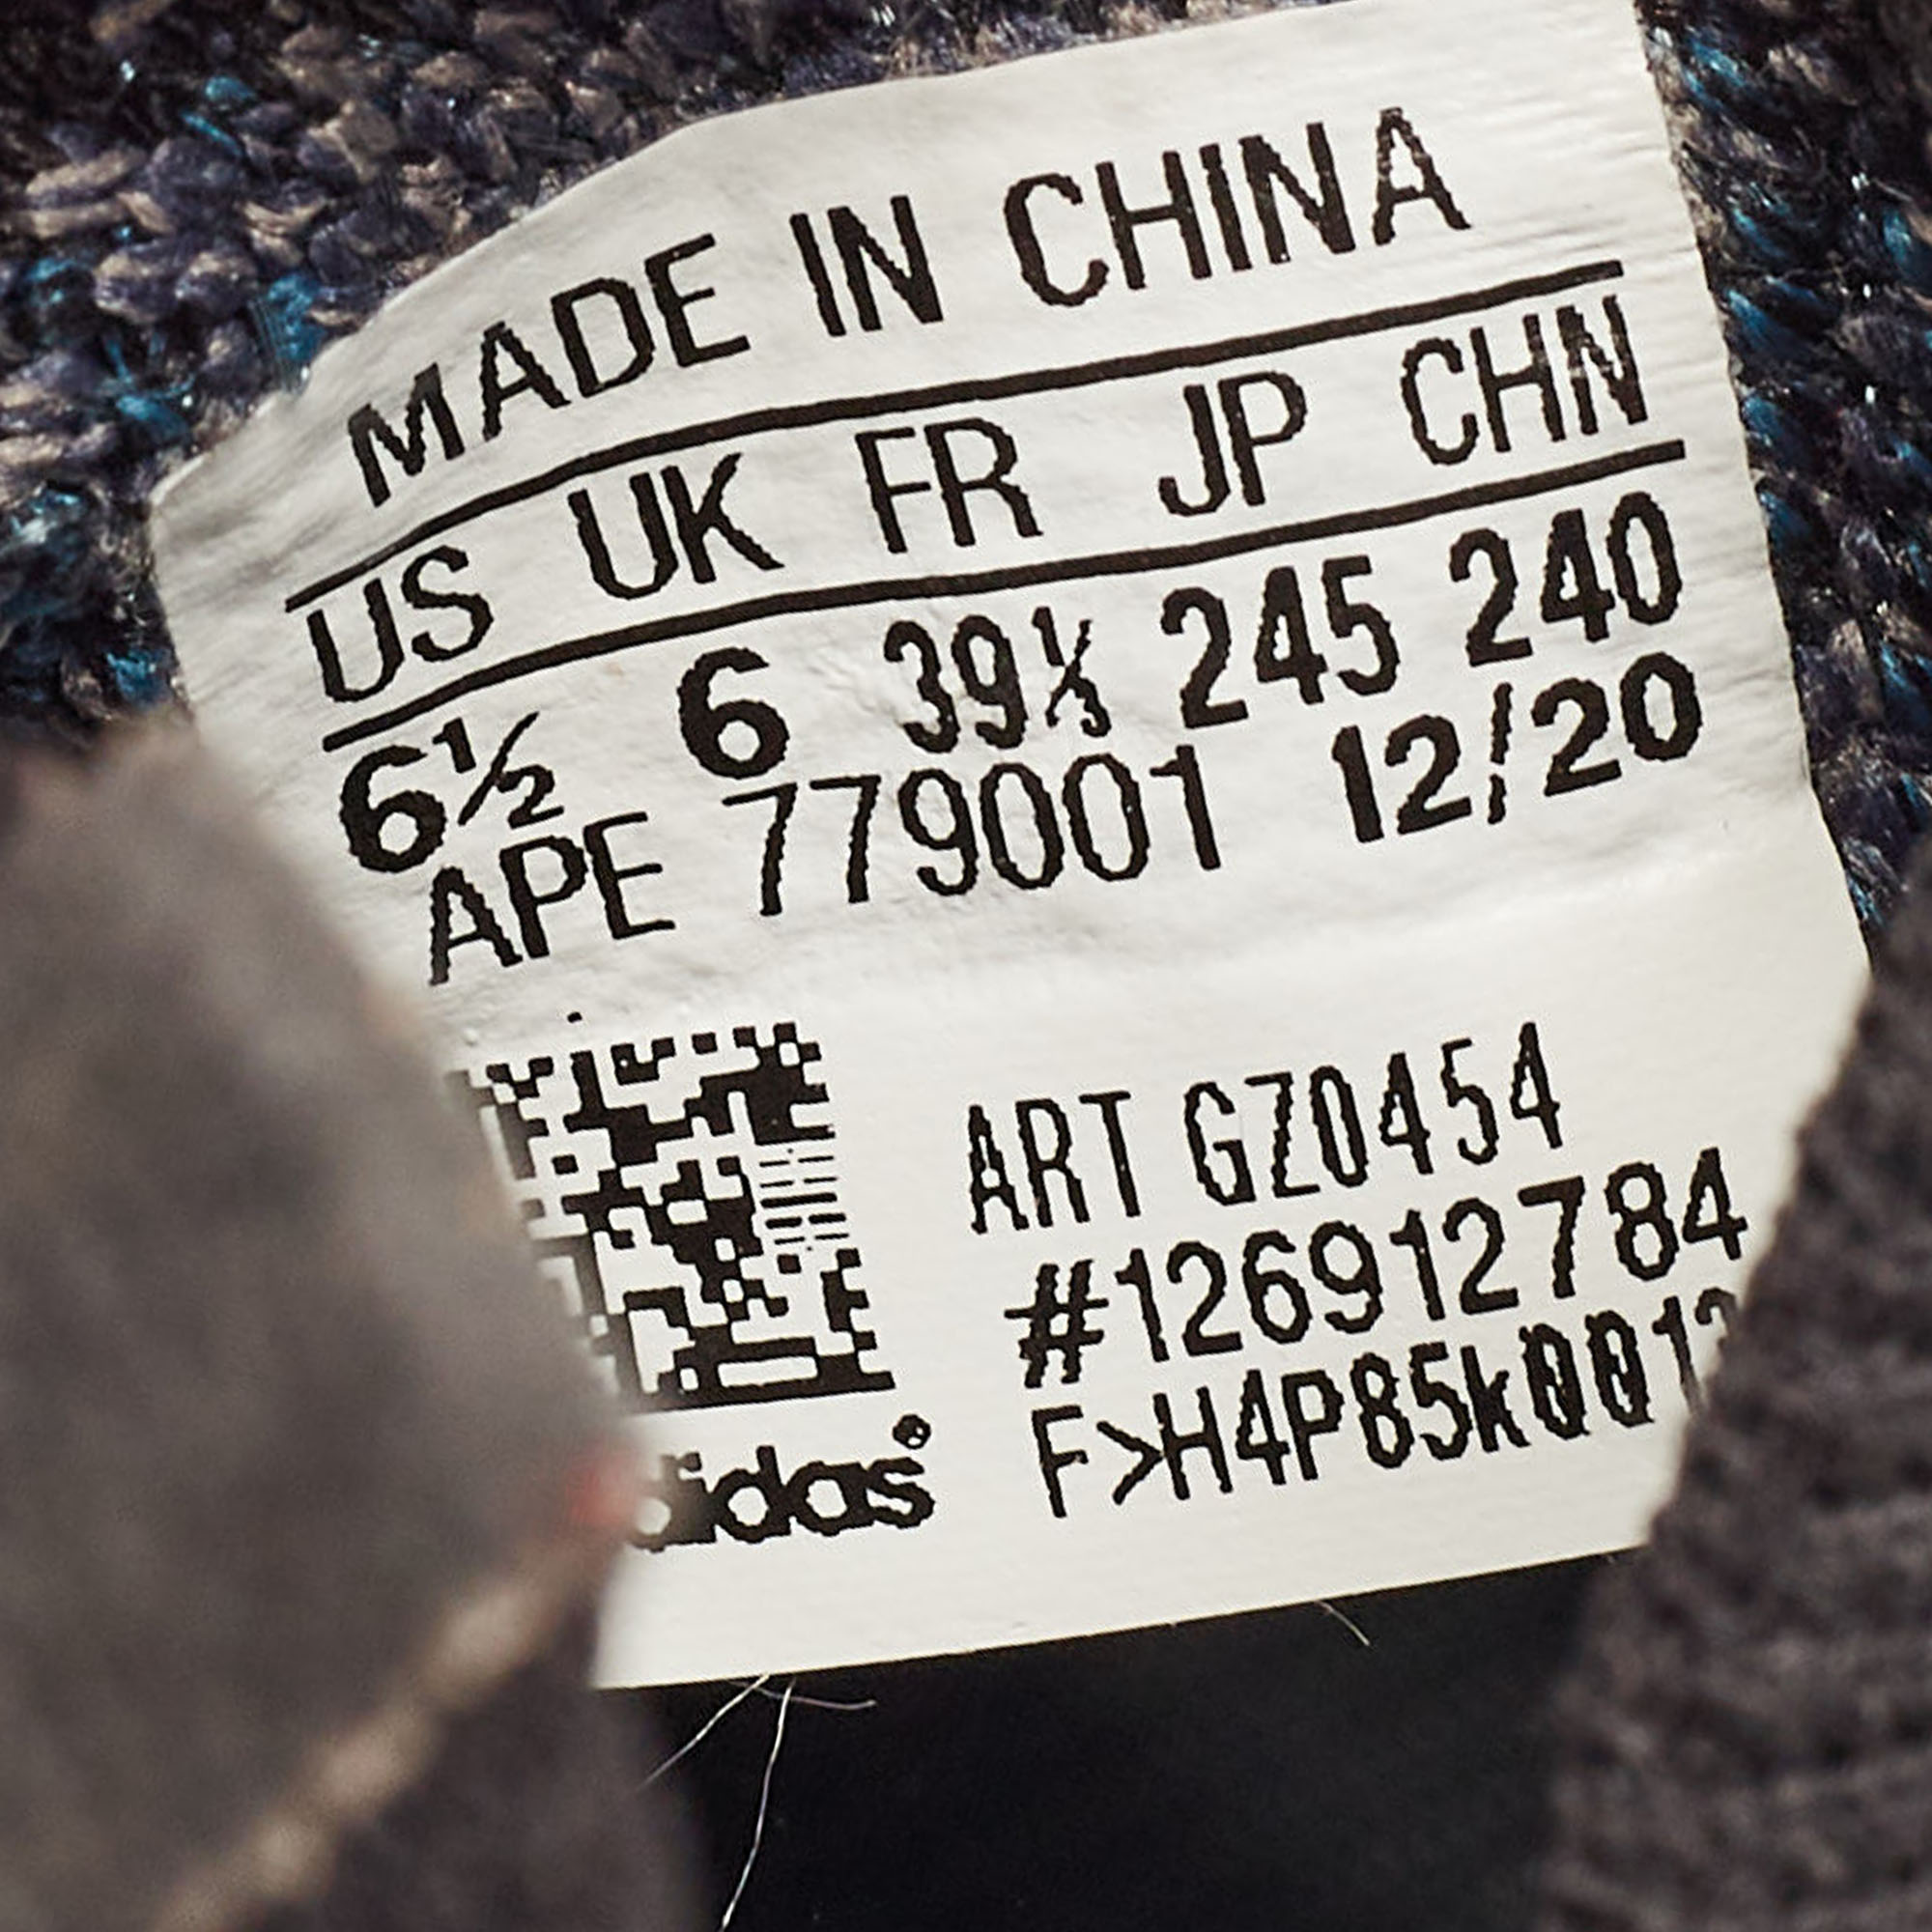 MADE IN CHINA
US UK FR JP CHN
6½ 6 39⅓ 245 240
APE 779001 12/20
ART GZ0454
#126912784
F>H4P85k001
didas®